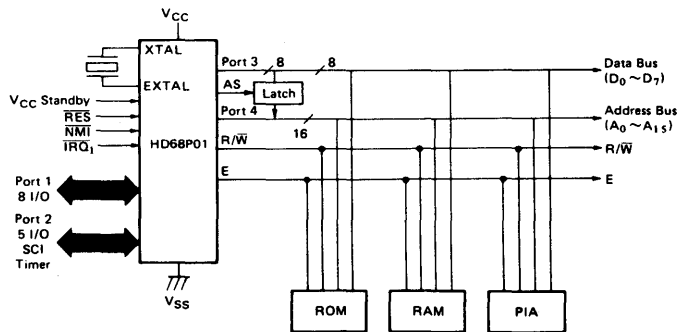 VCC
XTAL
EXTAL
VCC Standby
RES
NMI
IRQ1
HD68P01
Port 1
8 I/O
Port 2
5 I/O
SCI
Timer
VSS
Port 3
8
8
AS
Latch
Port 4
16
R/W
E
Data Bus
(D0~D7)
Address Bus
(A0~A15)
R/W
E
ROM
RAM
PIA